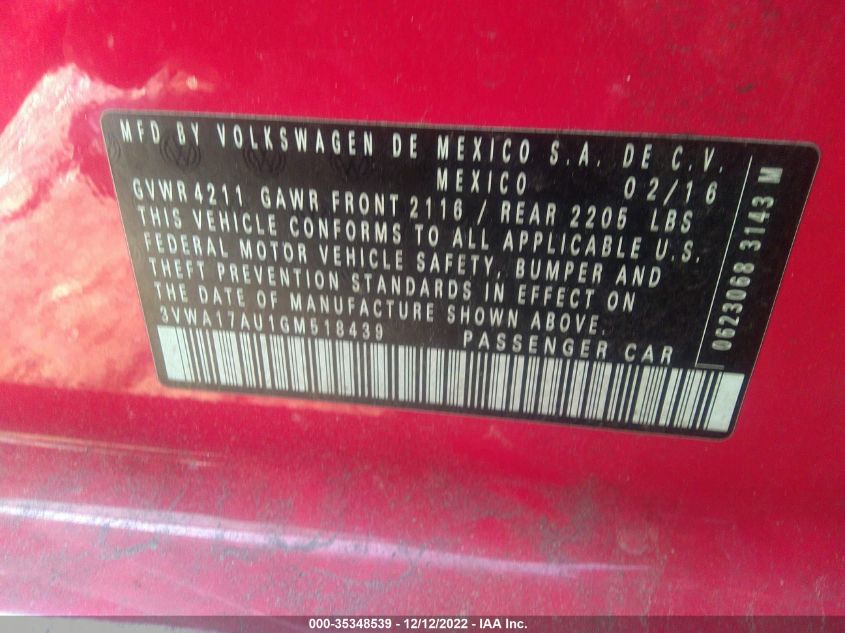 MFD BY VOLKSWAGEN DE MEXICO S.A. DE C.V.
MEXICO 02/16
GVWR 4211 GAWR FRONT 2116 / REAR 2205 LBS
THIS VEHICLE CONFORMS TO ALL APPLICABLE U.S.
FEDERAL MOTOR VEHICLE SAFETY, BUMPER AND
THEFT PREVENTION STANDARDS IN EFFECT ON
THE DATE OF MANUFACTURE SHOWN ABOVE.
3VWA17AU1GM518439 PASSENGER CAR
0623068 3143 M
000-35348539 - 12/12/2022 - IAA Inc.